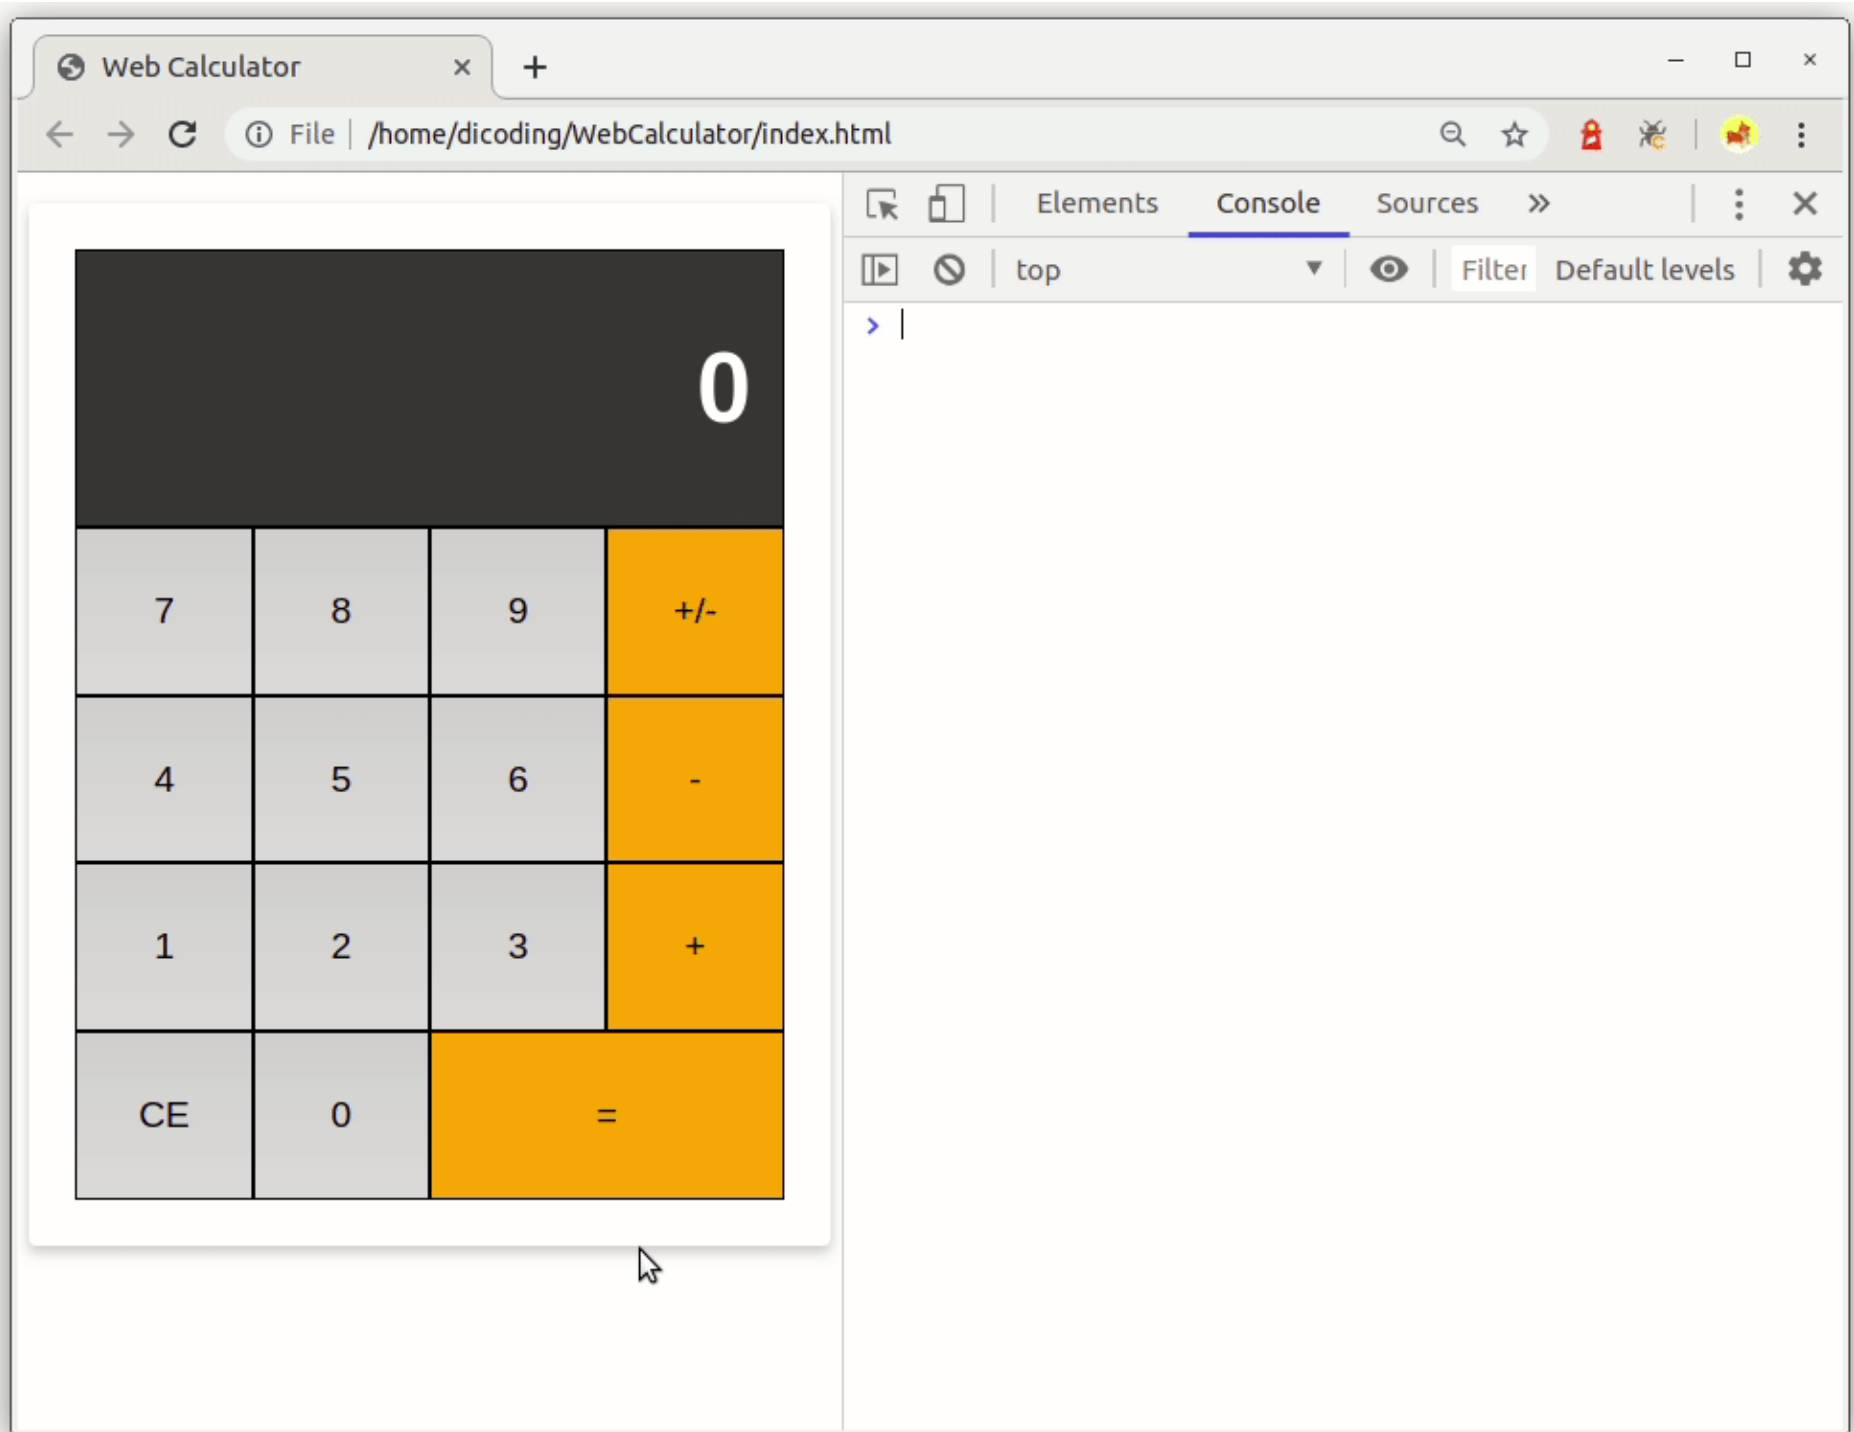 Web Calculator
File /home/dicoding/WebCalculator/index.html
Elements Console Sources
top Filter Default levels
0
7 8 9 +/-
4 5 6 -
1 2 3 +
CE 0 =